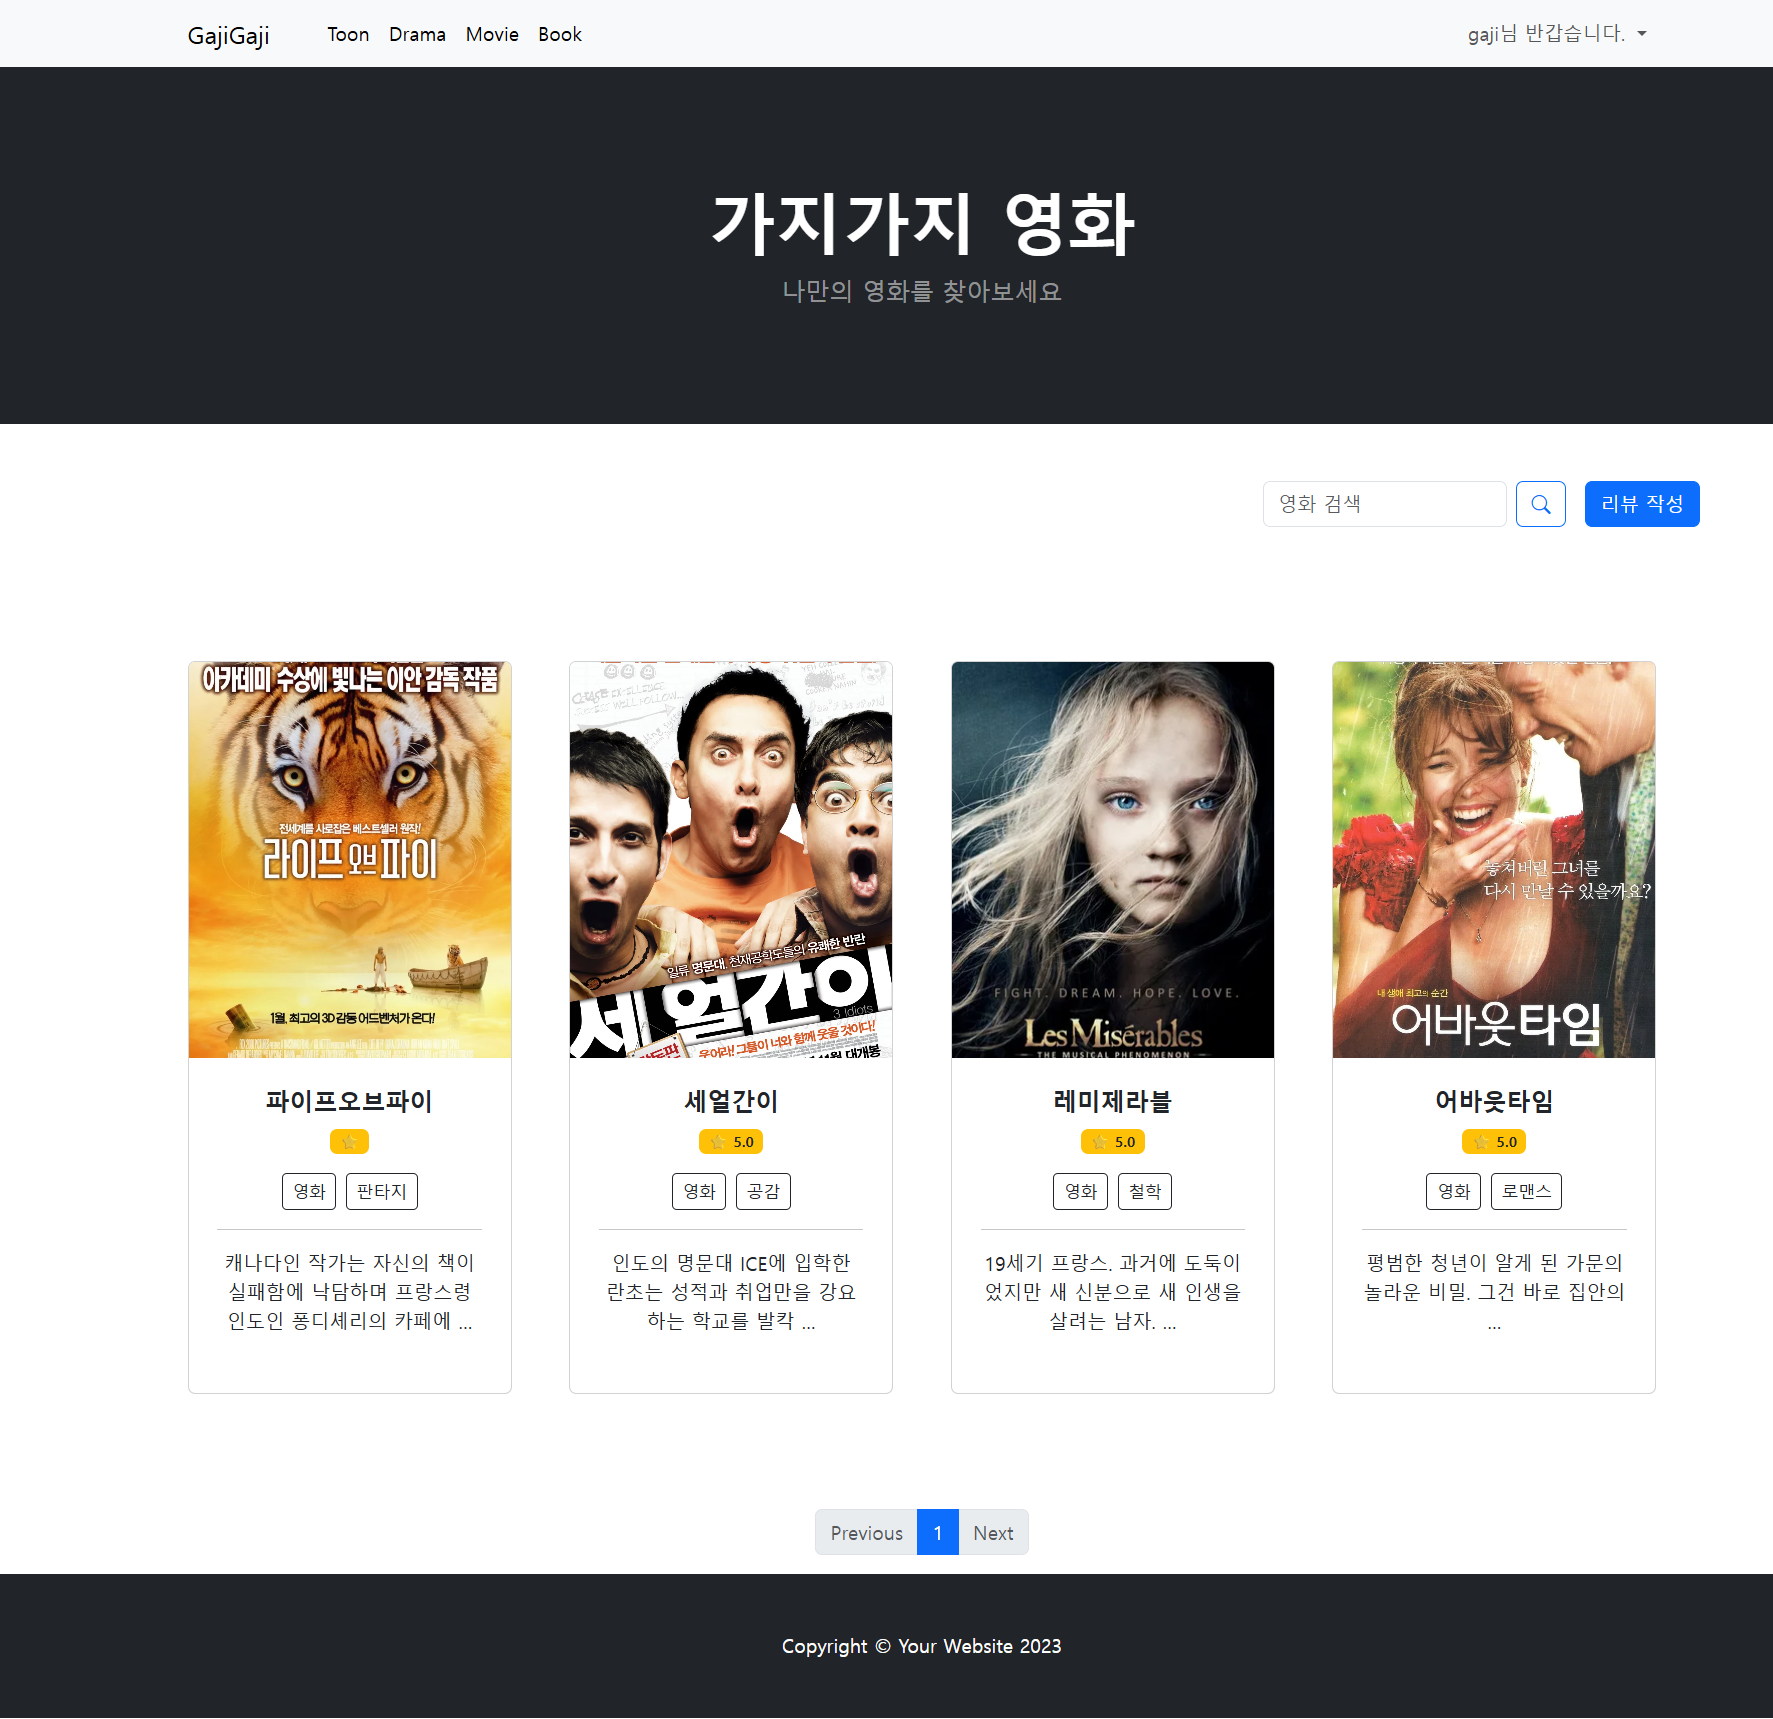 GajiGaji
Toon
Drama
Movie
Book
gaji님 반갑습니다.
가지가지 영화
나만의 영화를 찾아보세요
영화 검색
리뷰 작성
아카데미 수상에 빛나는 이안 감독 작품
전세계를 사로잡은 베스트셀러 원작!
라이프 오브 파이
1월, 최고의 3D 감동 어드벤처가 온다!
파이프오브파이
영화
판타지
캐나다인 작가는 자신의 책이
실패함에 낙담하며 프랑스령
인도인 퐁디셰리의 카페에 ...
일류 명문대, 천재공학도들의 유쾌한 반란
세 얼간이
3 Idiots
웃어라! 그들이 너와 함께 웃을 것이다!
대개봉
세얼간이
5.0
영화
공감
인도의 명문대 ICE에 입학한
란초는 성적과 취업만을 강요
하는 학교를 발칵 ...
FIGHT. DREAM. HOPE. LOVE.
Les Misérables
THE MUSICAL PHENOMENON
레미제라블
5.0
영화
철학
19세기 프랑스. 과거에 도둑이
었지만 새 신분으로 새 인생을
살려는 남자. ...
놓쳐버린 그녀를
다시 만날 수 있을까요?
내 생애 최고의 순간
어바웃타임
어바웃타임
5.0
영화
로맨스
평범한 청년이 알게 된 가문의
놀라운 비밀. 그건 바로 집안의
...
Previous
1
Next
Copyright © Your Website 2023